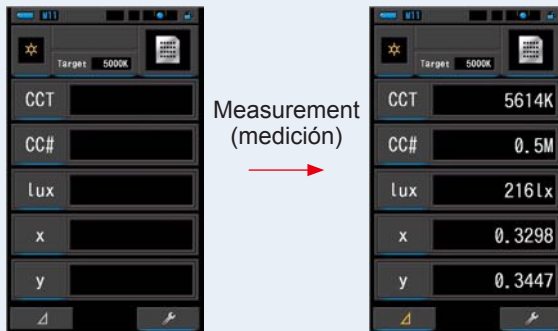 M11
Target 5000K
CCT
CC#
lux
x
y
Measurement
(medición)
M11
Target 5000K
CCT 5614K
CC# 0.5M
lux 216lx
x 0.3298
y 0.3447